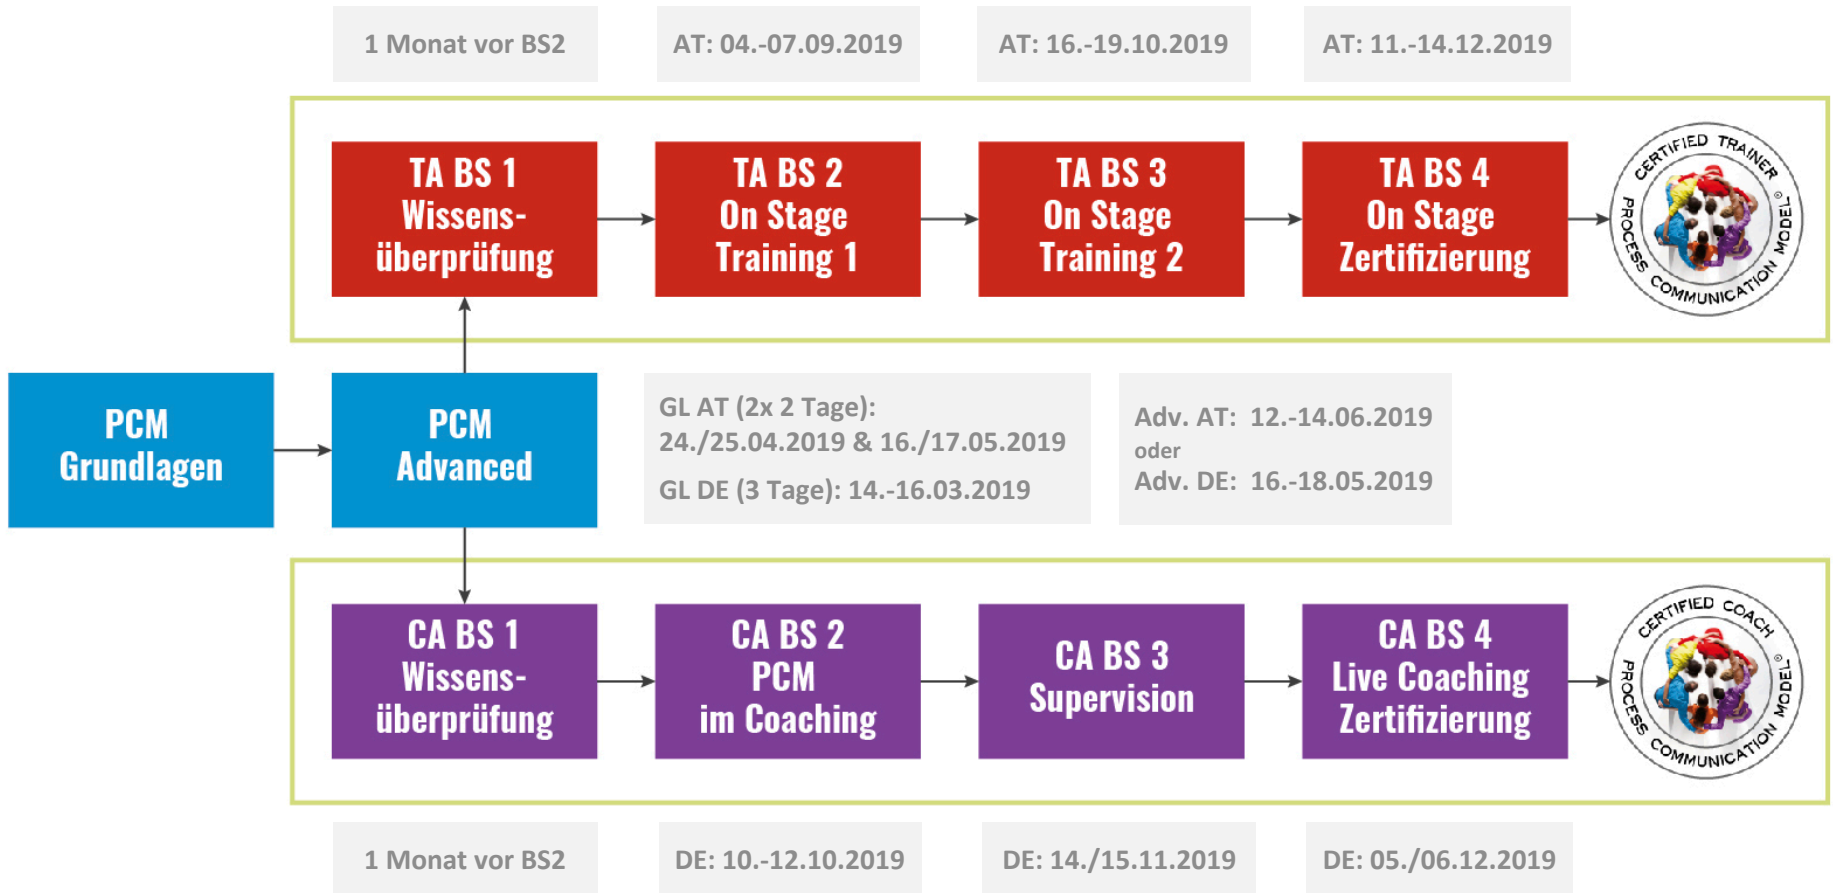 1 Monat vor BS2
AT: 04.-07.09.2019
AT: 16.-19.10.2019
AT: 11.-14.12.2019
TA BS 1
Wissens-
überprüfung
TA BS 2
On Stage
Training 1
TA BS 3
On Stage
Training 2
TA BS 4
On Stage
Zertifizierung
CERTIFIED TRAINER
PROCESS COMMUNICATION MODEL®
PCM
Grundlagen
PCM
Advanced
GL AT (2x 2 Tage):
24./25.04.2019 & 16./17.05.2019
GL DE (3 Tage): 14.-16.03.2019
Adv. AT: 12.-14.06.2019
oder
Adv. DE: 16.-18.05.2019
CA BS 1
Wissens-
überprüfung
CA BS 2
PCM
im Coaching
CA BS 3
Supervision
CA BS 4
Live Coaching
Zertifizierung
CERTIFIED COACH
PROCESS COMMUNICATION MODEL®
1 Monat vor BS2
DE: 10.-12.10.2019
DE: 14./15.11.2019
DE: 05./06.12.2019